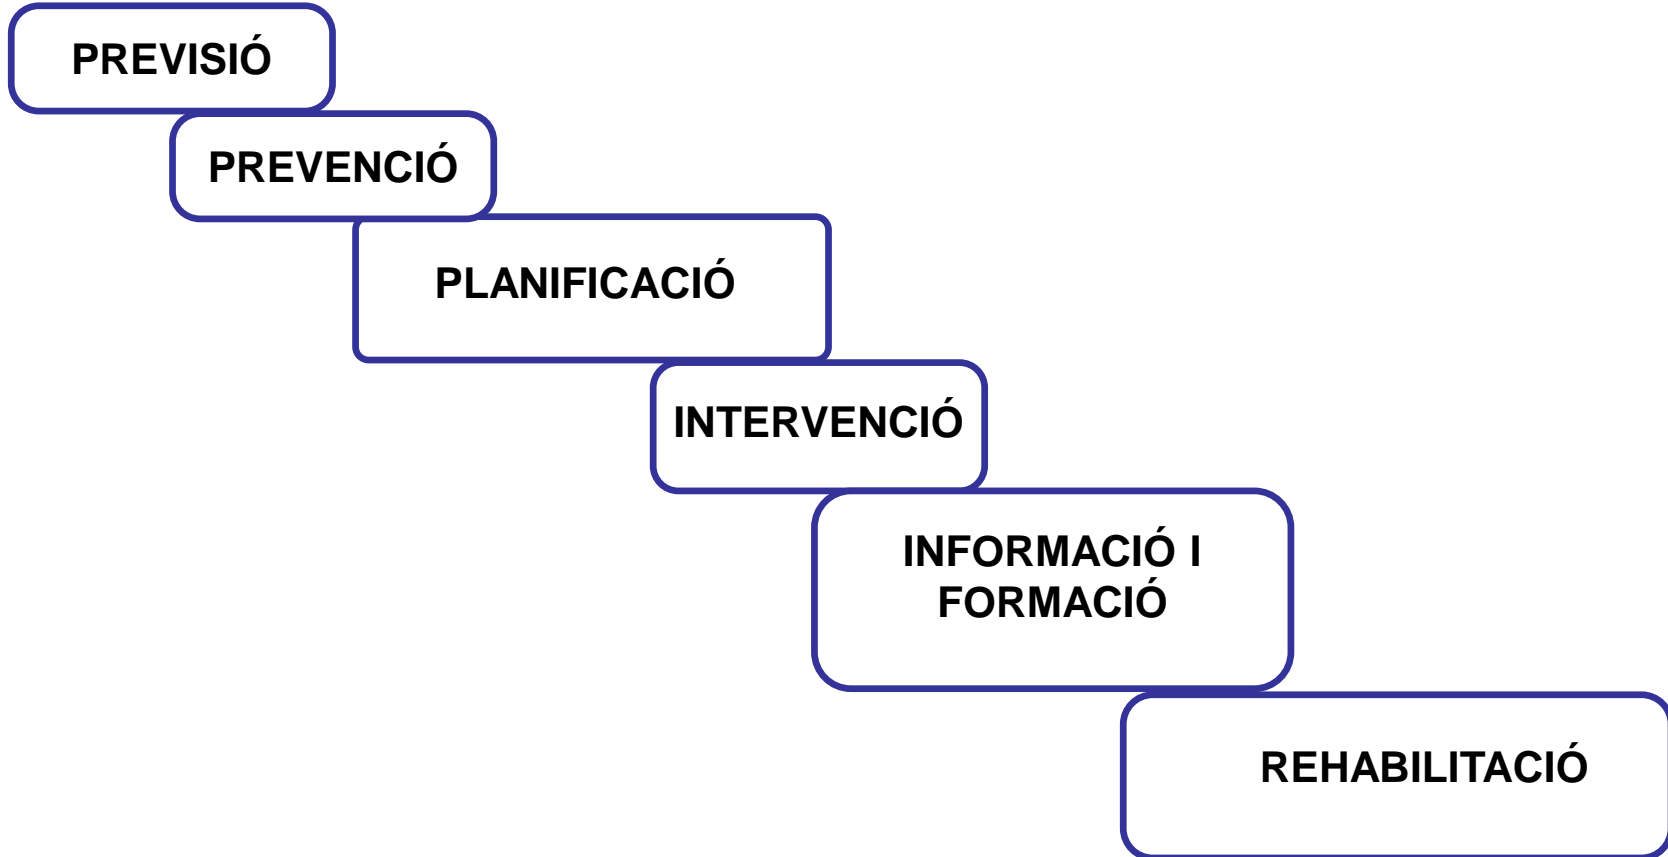 PREVISIÓ
PREVENCIÓ
PLANIFICACIÓ
INTERVENCIÓ
INFORMACIÓ I
FORMACIÓ
REHABILITACIÓ